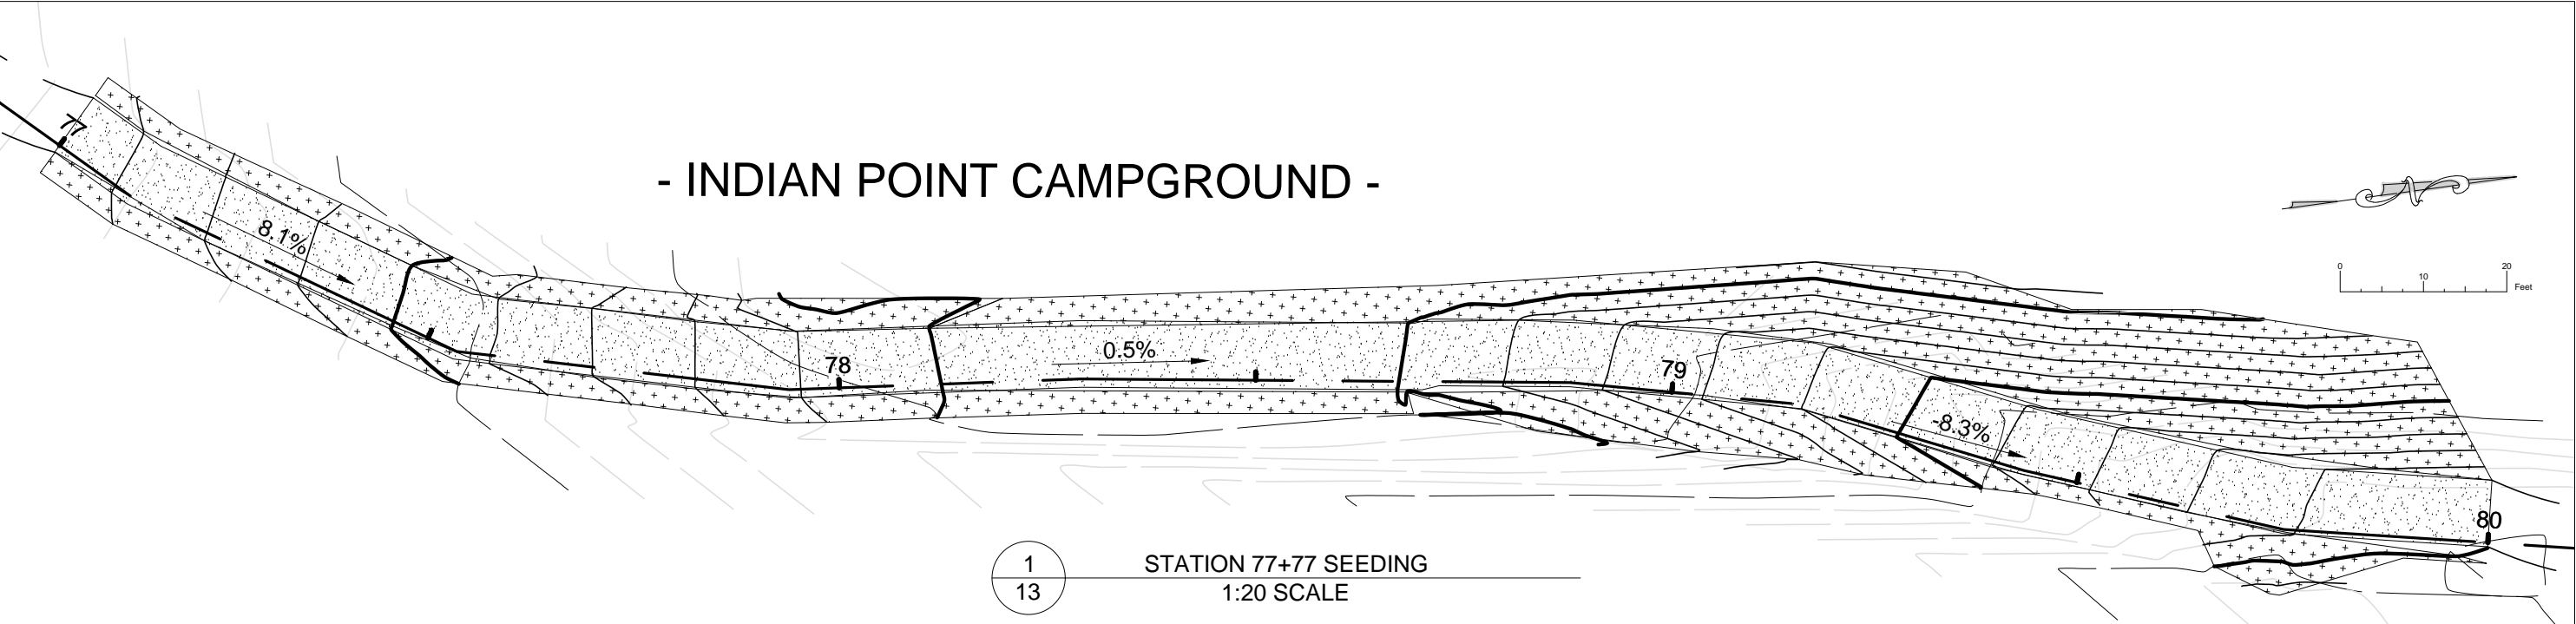 - INDIAN POINT CAMPGROUND -
77
8.1%
78
0.5%
79
-8.3%
80
N
0
10
20
Feet
1
13
STATION 77+77 SEEDING
1:20 SCALE